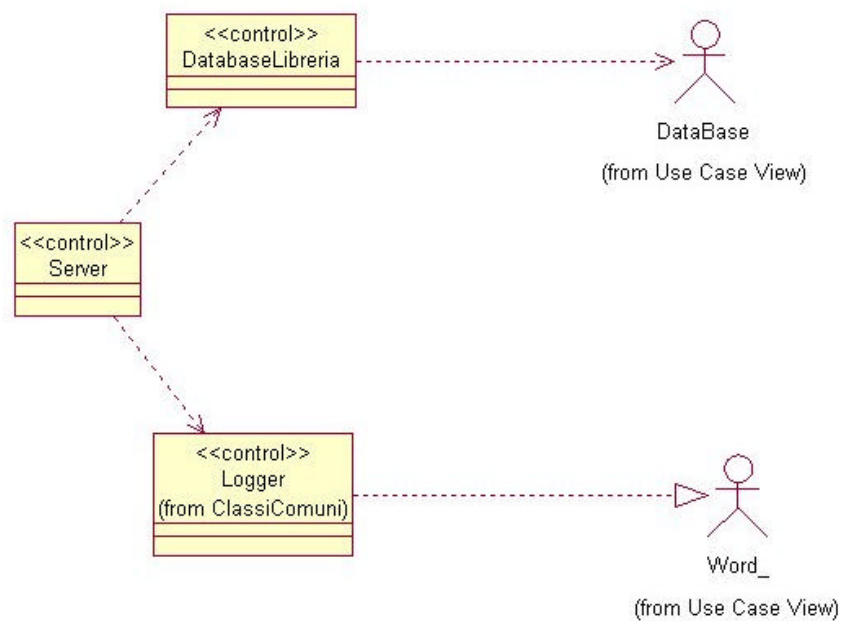 <<control>>
DatabaseLibreria
DataBase
(from Use Case View)
<<control>>
Server
<<control>>
Logger
(from ClassiComuni)
Word_
(from Use Case View)